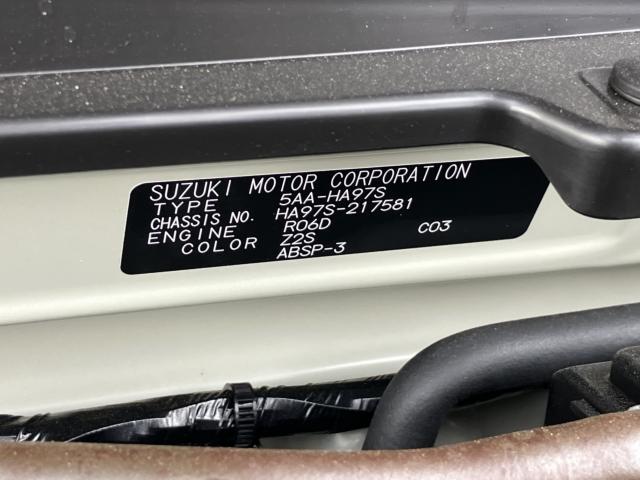 SUZUKI MOTOR CORPORATION
TYPE 5AA-HA97S
CHASSIS NO. HA97S-217581
ENGINE R06D C03
COLOR Z2S
ABSP-3